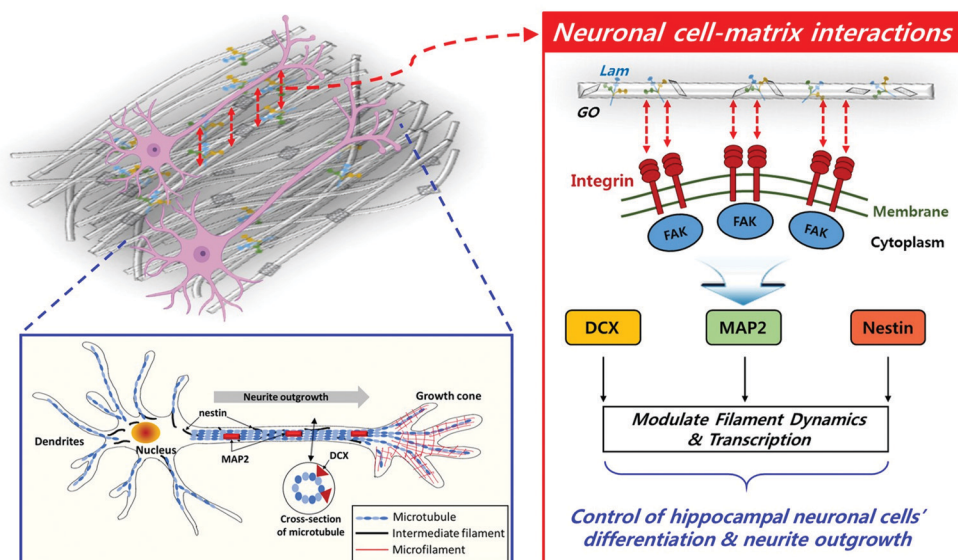 Neuronal cell-matrix interactions
Lam
GO
Integrin
Membrane
FAK
FAK
FAK
Cytoplasm
DCX
MAP2
Nestin
Modulate Filament Dynamics
& Transcription
Control of hippocampal neuronal cells’
differentiation & neurite outgrowth
Neurite outgrowth
Growth cone
nestin
Dendrites
Nucleus
MAP2
DCX
Cross-section
of microtubule
Microtubule
Intermediate filament
Microfilament